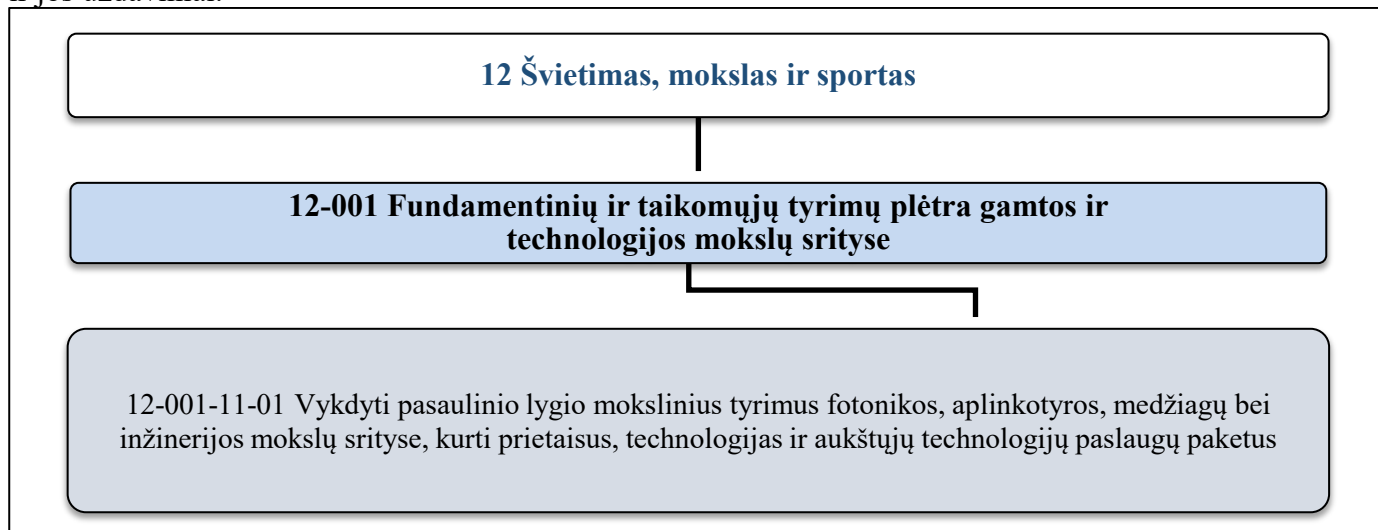 12 Švietimas, mokslas ir sportas
12-001 Fundamentinių ir taikomųjų tyrimų plėtra gamtos ir
technologijos mokslų srityse
12-001-11-01 Vykdyti pasaulinio lygio mokslinius tyrimus fotonikos, aplinkotyros, medžiagų bei
inžinerijos mokslų srityse, kurti prietaisus, technologijas ir aukštųjų technologijų paslaugų paketus